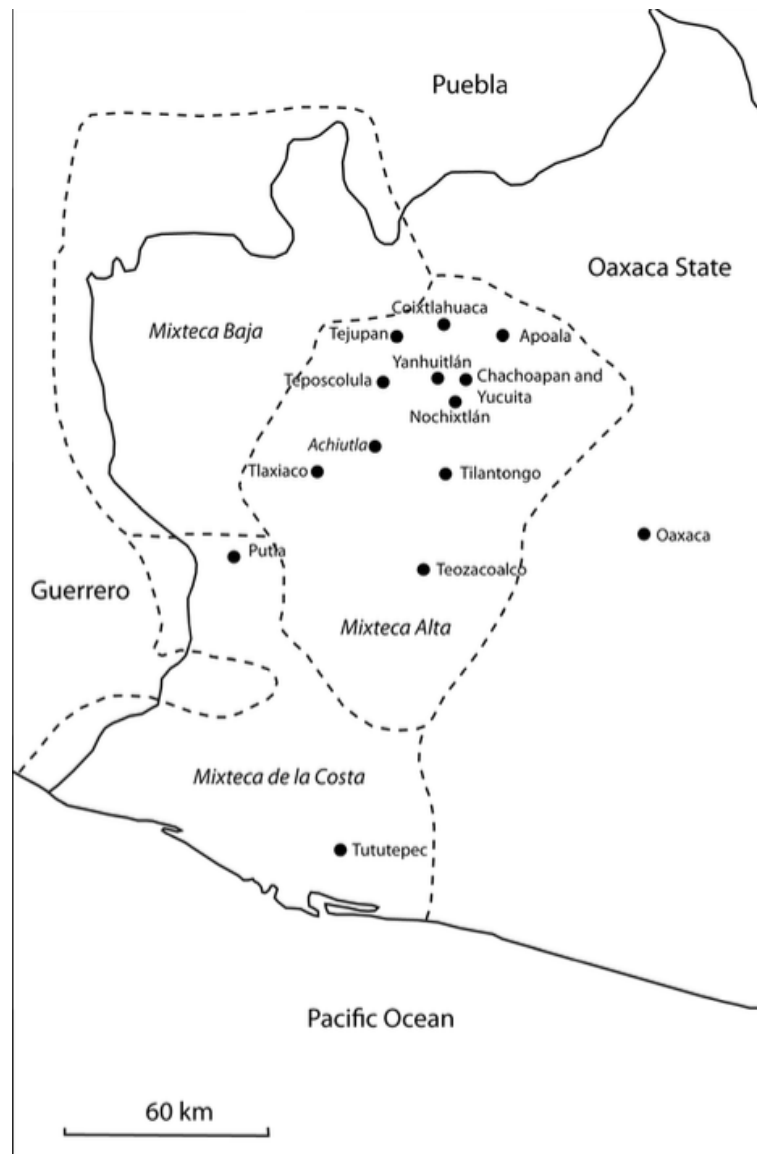 Puebla
Oaxaca State
Coixtlahuaca
Mixteca Baja
Tejupan
Apoala
Yanhuitlán
Teposcolula
Chachoapan and
Yucuita
Nochixtlán
Achiutla
Tlaxiaco
Tilantongo
Oaxaca
Putla
Teozacoalco
Guerrero
Mixteca Alta
Mixteca de la Costa
Tututepec
Pacific Ocean
60 km